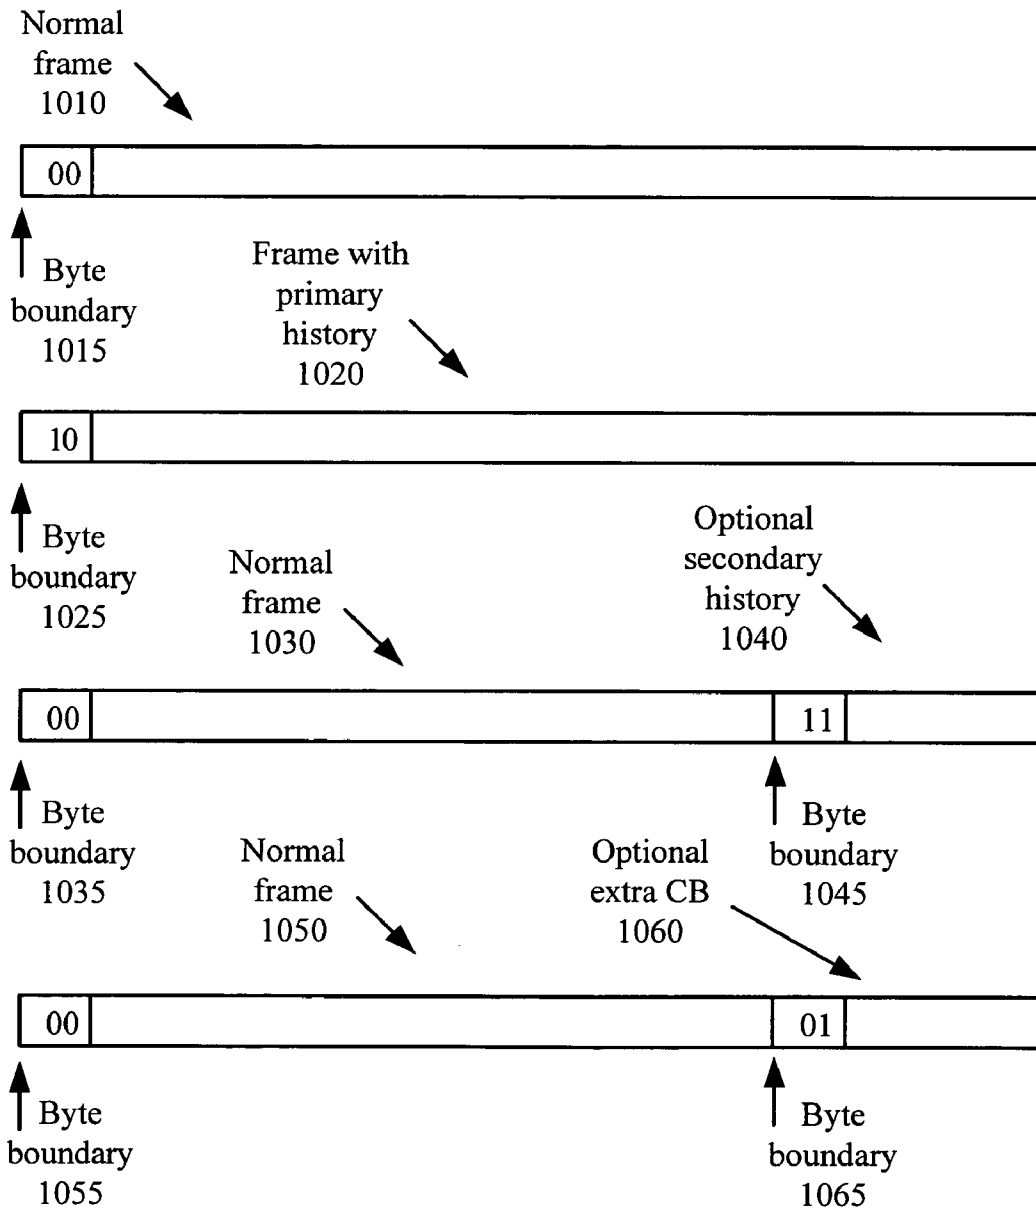 Normal
frame
1010
00
Byte
boundary
1015
Frame with
primary
history
1020
10
Byte
boundary
1025
Normal
frame
1030
Optional
secondary
history
1040
00
11
Byte
boundary
1035
Byte
boundary
1045
Normal
frame
1050
Optional
extra CB
1060
00
01
Byte
boundary
1055
Byte
boundary
1065